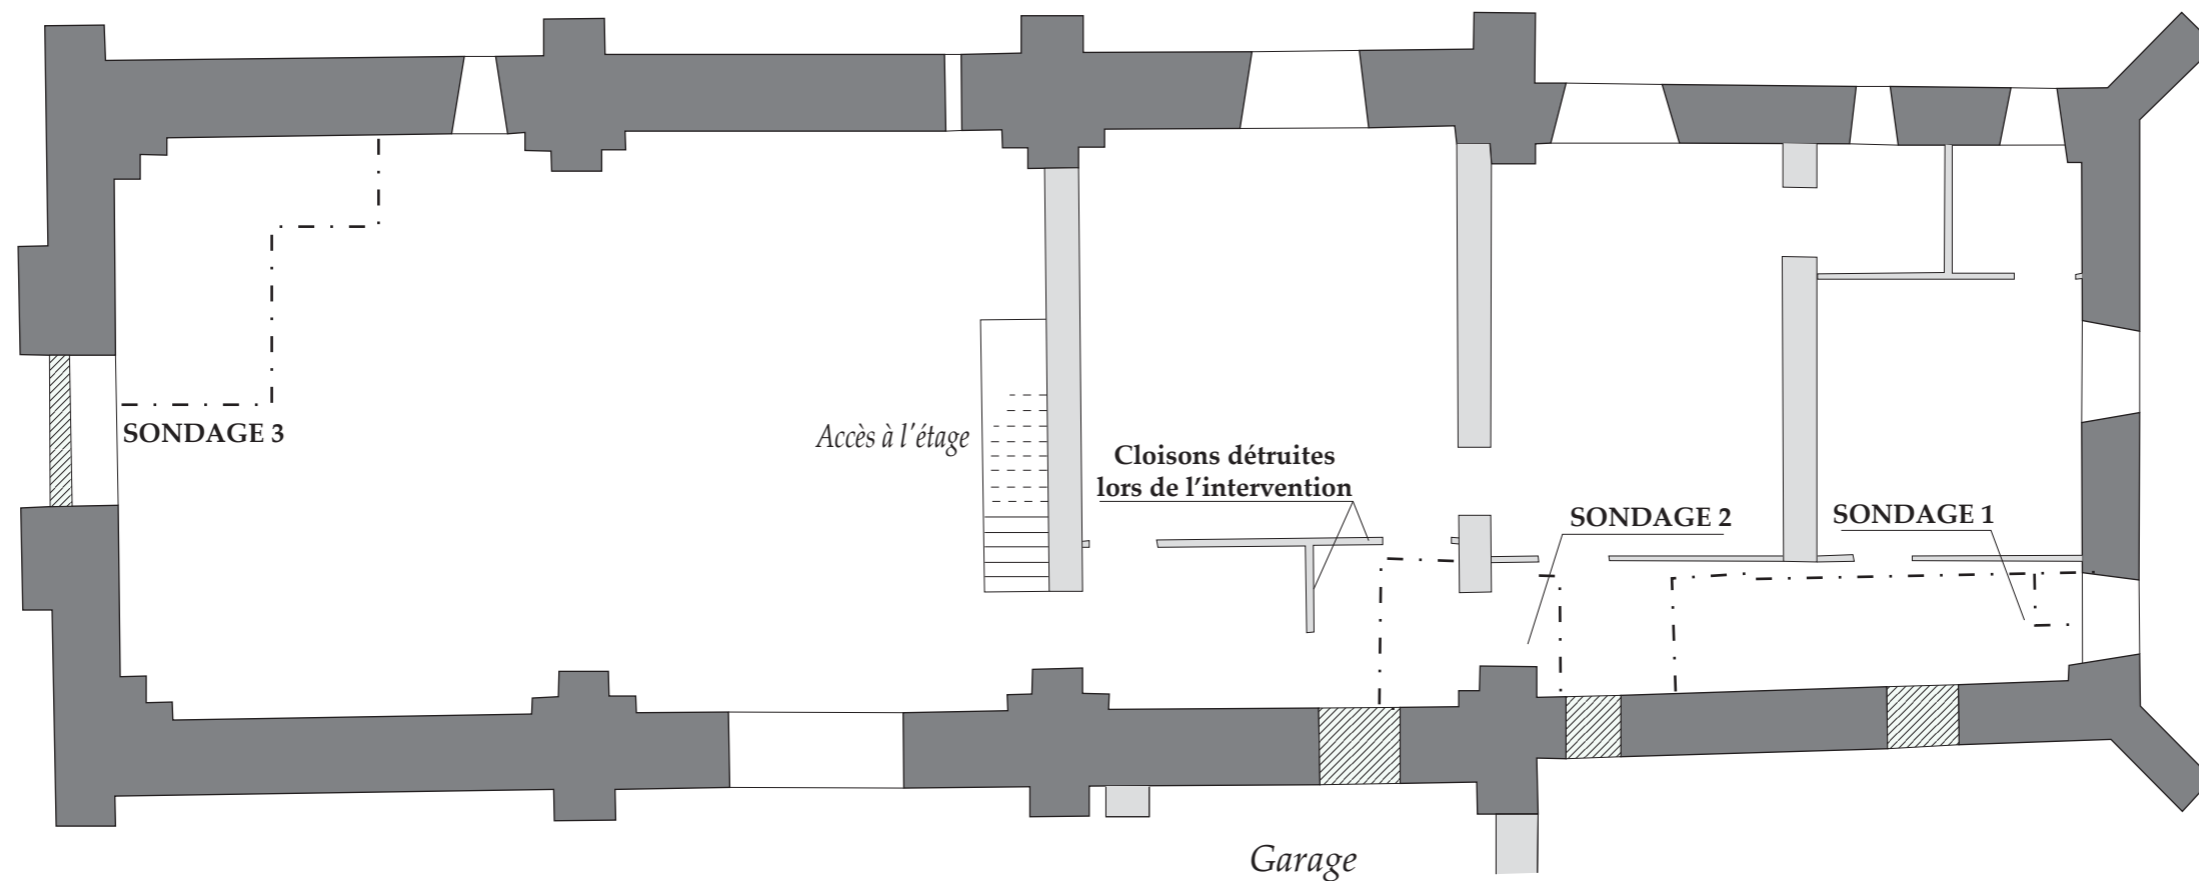 SONDAGE 3
Accès à l'étage
Cloisons détruites
lors de l'intervention
SONDAGE 2
SONDAGE 1
Garage